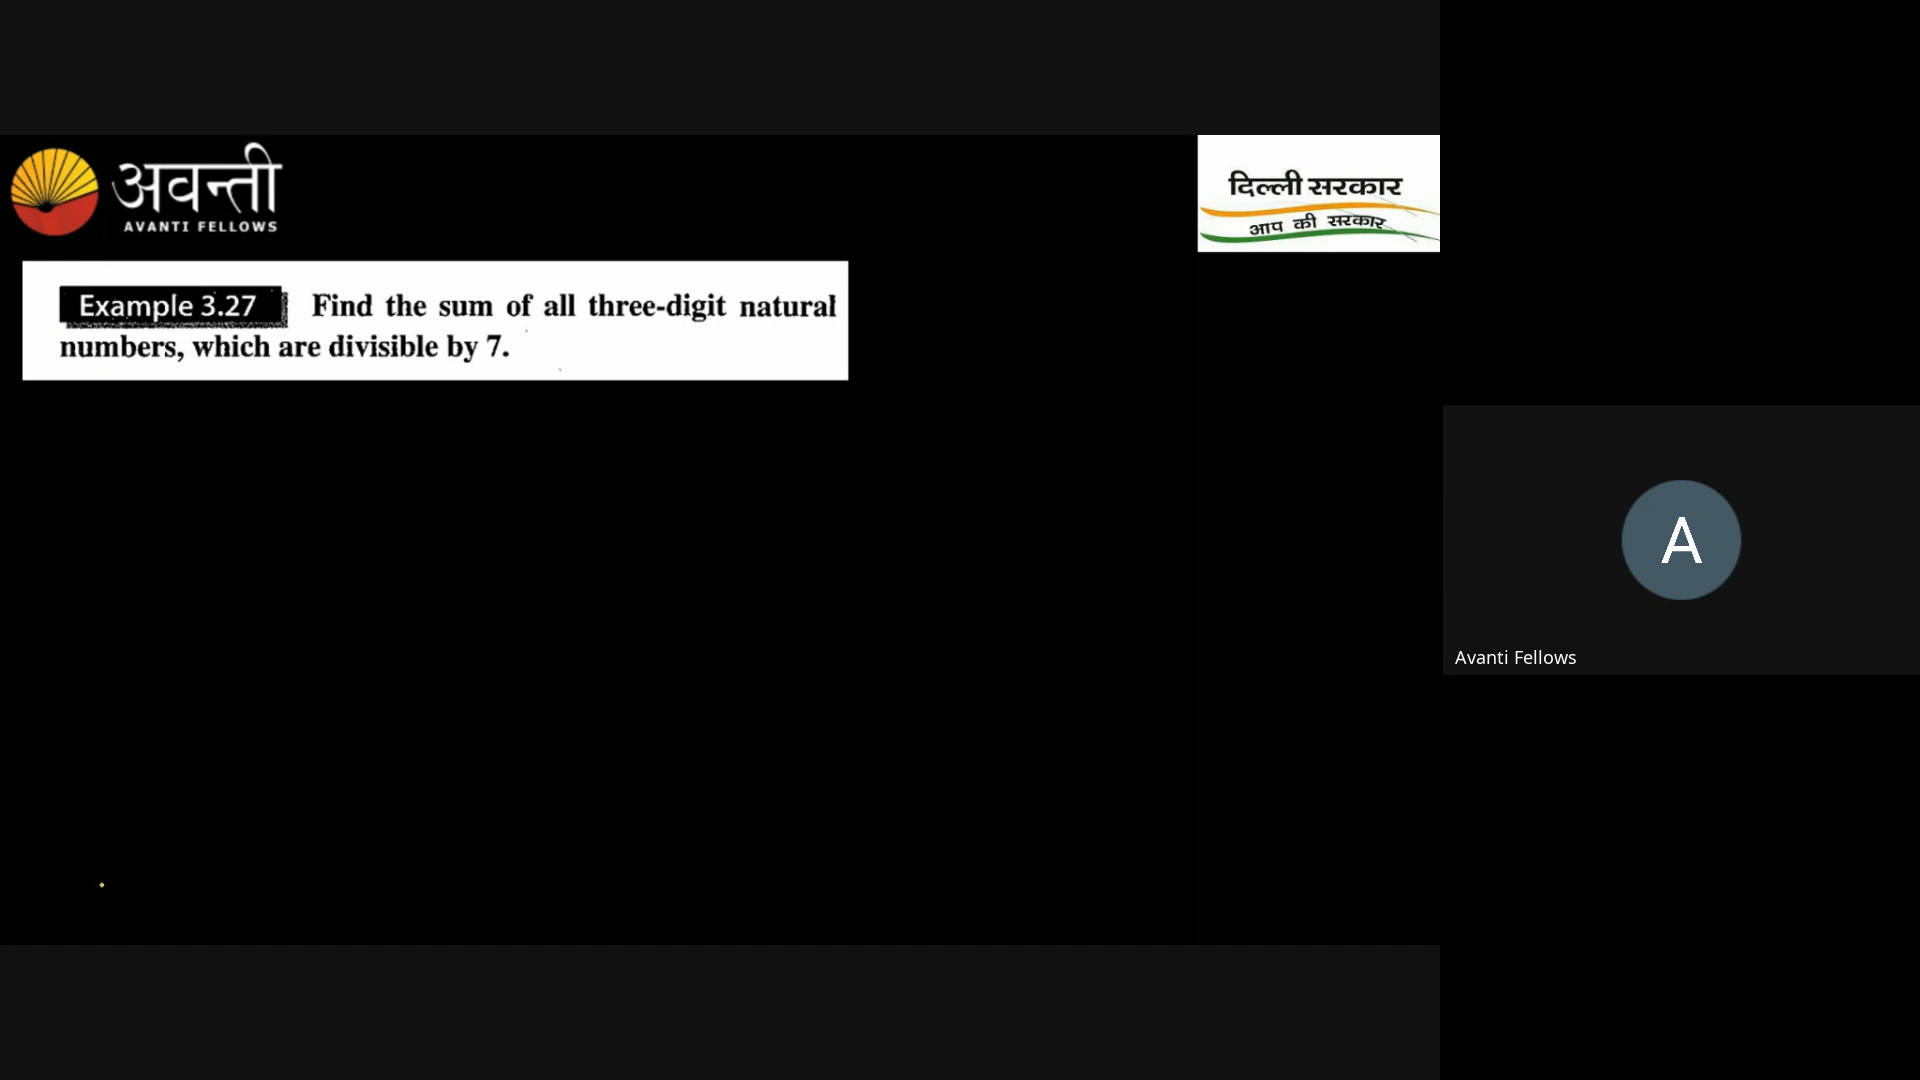 अवन्ती
AVANTI FELLOWS
दिल्ली सरकार
आप की सरकार
Example 3.27 Find the sum of all three-digit natural
numbers, which are divisible by 7.
A
Avanti Fellows